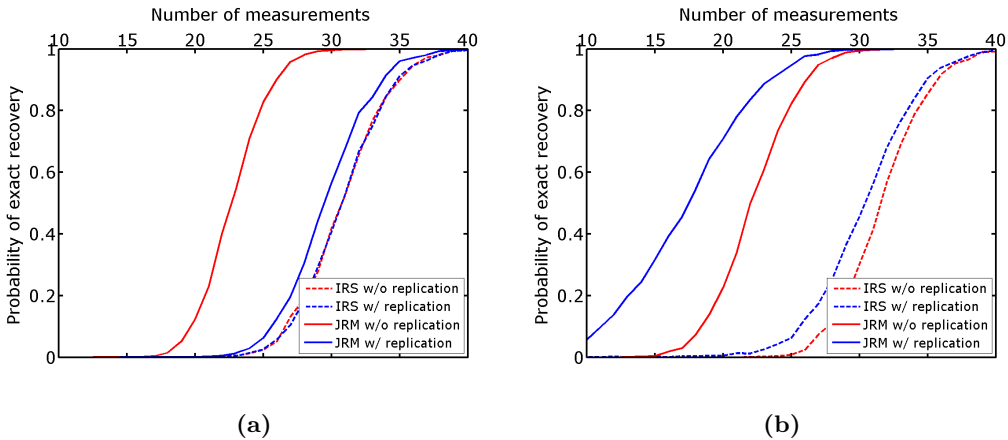 Number of measurements
10 15 20 25 30 35 40
1
0.8
0.6
0.4
0.2
0
Probability of exact recovery
IRS w/o replication
IRS w/ replication
JRM w/o replication
JRM w/ replication
(a)
Number of measurements
10 15 20 25 30 35 40
1
0.8
0.6
0.4
0.2
0
Probability of exact recovery
IRS w/o replication
IRS w/ replication
JRM w/o replication
JRM w/ replication
(b)